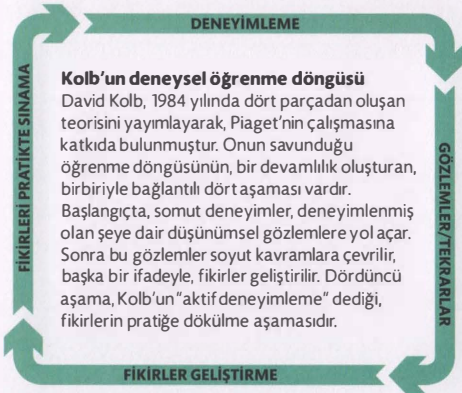 DENEYİMLEME
Kolb'un deneysel öğrenme döngüsü
David Kolb, 1984 yılında dört parçadan oluşan
teorisini yayımlayarak, Piaget'nin çalışmasına
katkıda bulunmuştur. Onun savunduğu
öğrenme döngüsünün, bir devamlılık oluşturan,
birbiriyle bağlantılı dört aşaması vardır.
Başlangıçta, somut deneyimler, deneyimlenmiş
olan şeye dair düşünümsel gözlemlere yol açar.
Sonra bu gözlemler soyut kavramlara çevrilir,
başka bir ifadeyle, fikirler geliştirilir. Dördüncü
aşama, Kolb'un "aktif deneyimleme" dediği,
fikirlerin pratiğe dökülme aşamasıdır.
GÖZLEMLER/TEKRARLAR
FİKİRLER GELİŞTİRME
FİKİRLERİ PRATİKTE SINAMA